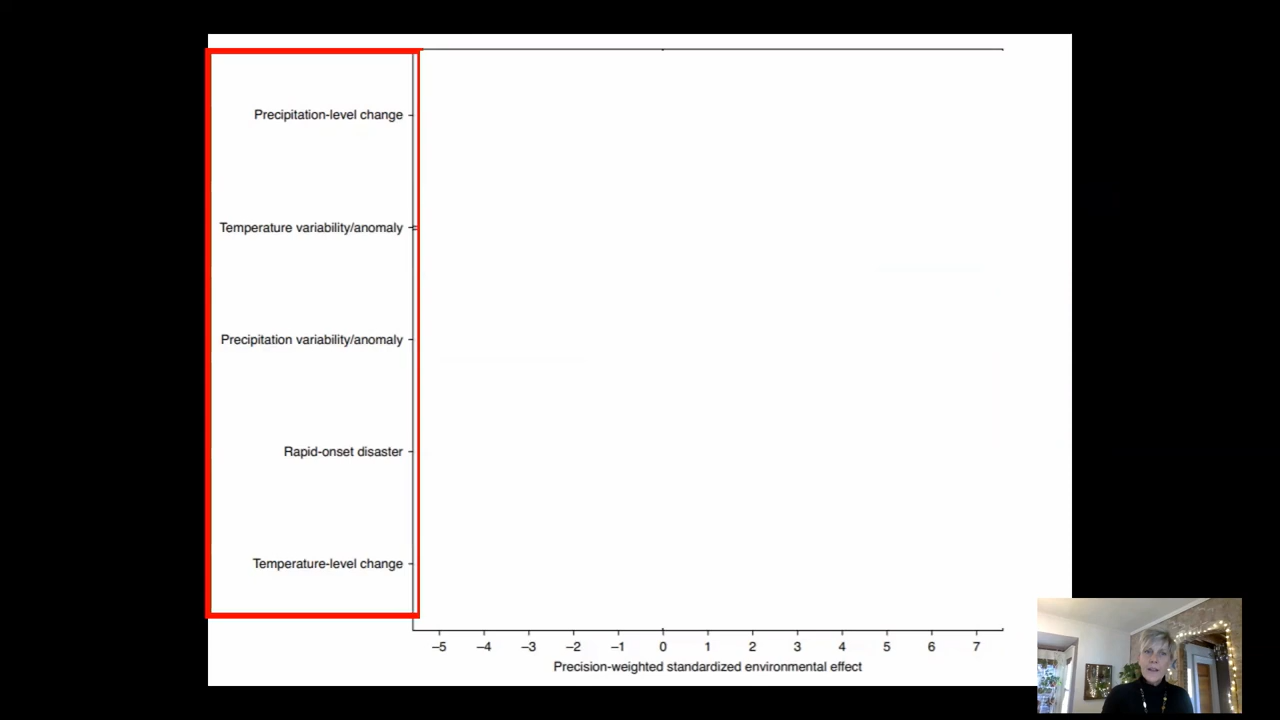 Precipitation-level change
Temperature variability/anomaly
Precipitation variability/anomaly
Rapid-onset disaster
Temperature-level change
–5 –4 –3 –2 –1 0 1 2 3 4 5 6 7
Precision-weighted standardized environmental effect